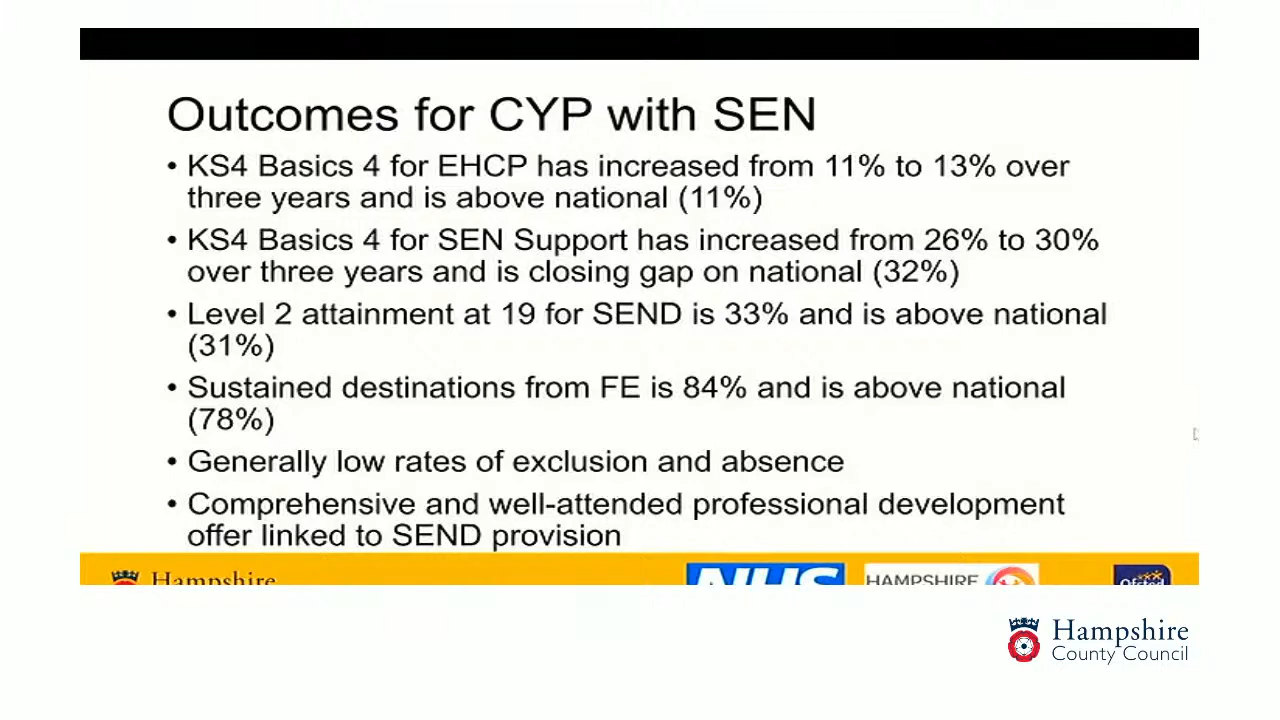 Outcomes for CYP with SEN
• KS4 Basics 4 for EHCP has increased from 11% to 13% over
three years and is above national (11%)
• KS4 Basics 4 for SEN Support has increased from 26% to 30%
over three years and is closing gap on national (32%)
• Level 2 attainment at 19 for SEND is 33% and is above national
(31%)
• Sustained destinations from FE is 84% and is above national
(78%)
• Generally low rates of exclusion and absence
• Comprehensive and well-attended professional development
offer linked to SEND provision
Hampshire
NHS
HAMPSHIRE
Ofsted
Hampshire
County Council